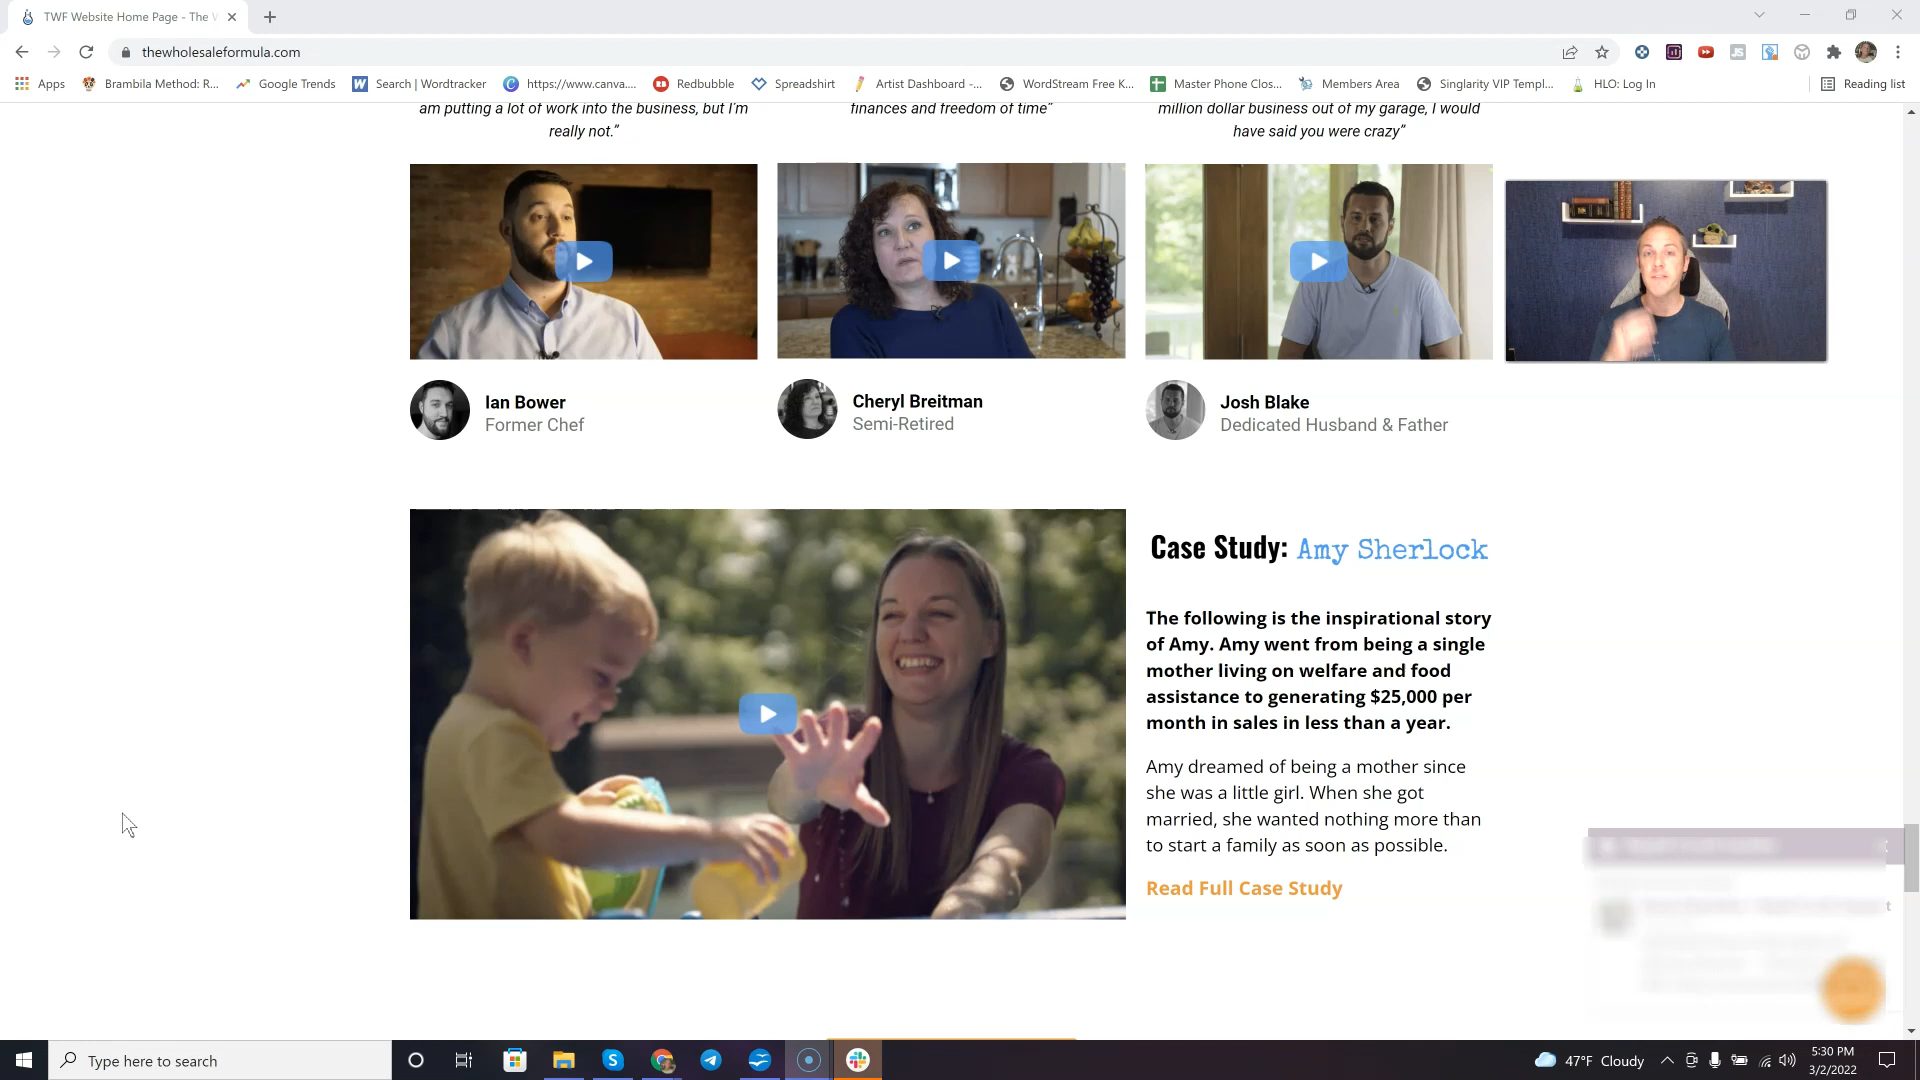 TWF Website Home Page - The W
thewholesaleformula.com
Apps
Brambila Method: R...
Google Trends
Search | Wordtracker
https://www.canva....
Redbubble
Spreadshirt
Artist Dashboard -...
WordStream Free K...
Master Phone Clos...
Members Area
Singlarity VIP Templ...
HLO: Log In
Reading list
am putting a lot of work into the business, but I'm
really not.”
finances and freedom of time”
million dollar business out of my garage, I would
have said you were crazy”
Ian Bower
Former Chef
Cheryl Breitman
Semi-Retired
Josh Blake
Dedicated Husband & Father
Case Study: Amy Sherlock
The following is the inspirational story
of Amy. Amy went from being a single
mother living on welfare and food
assistance to generating $25,000 per
month in sales in less than a year.
Amy dreamed of being a mother since
she was a little girl. When she got
married, she wanted nothing more than
to start a family as soon as possible.
Read Full Case Study
Type here to search
47°F Cloudy
5:30 PM
3/2/2022